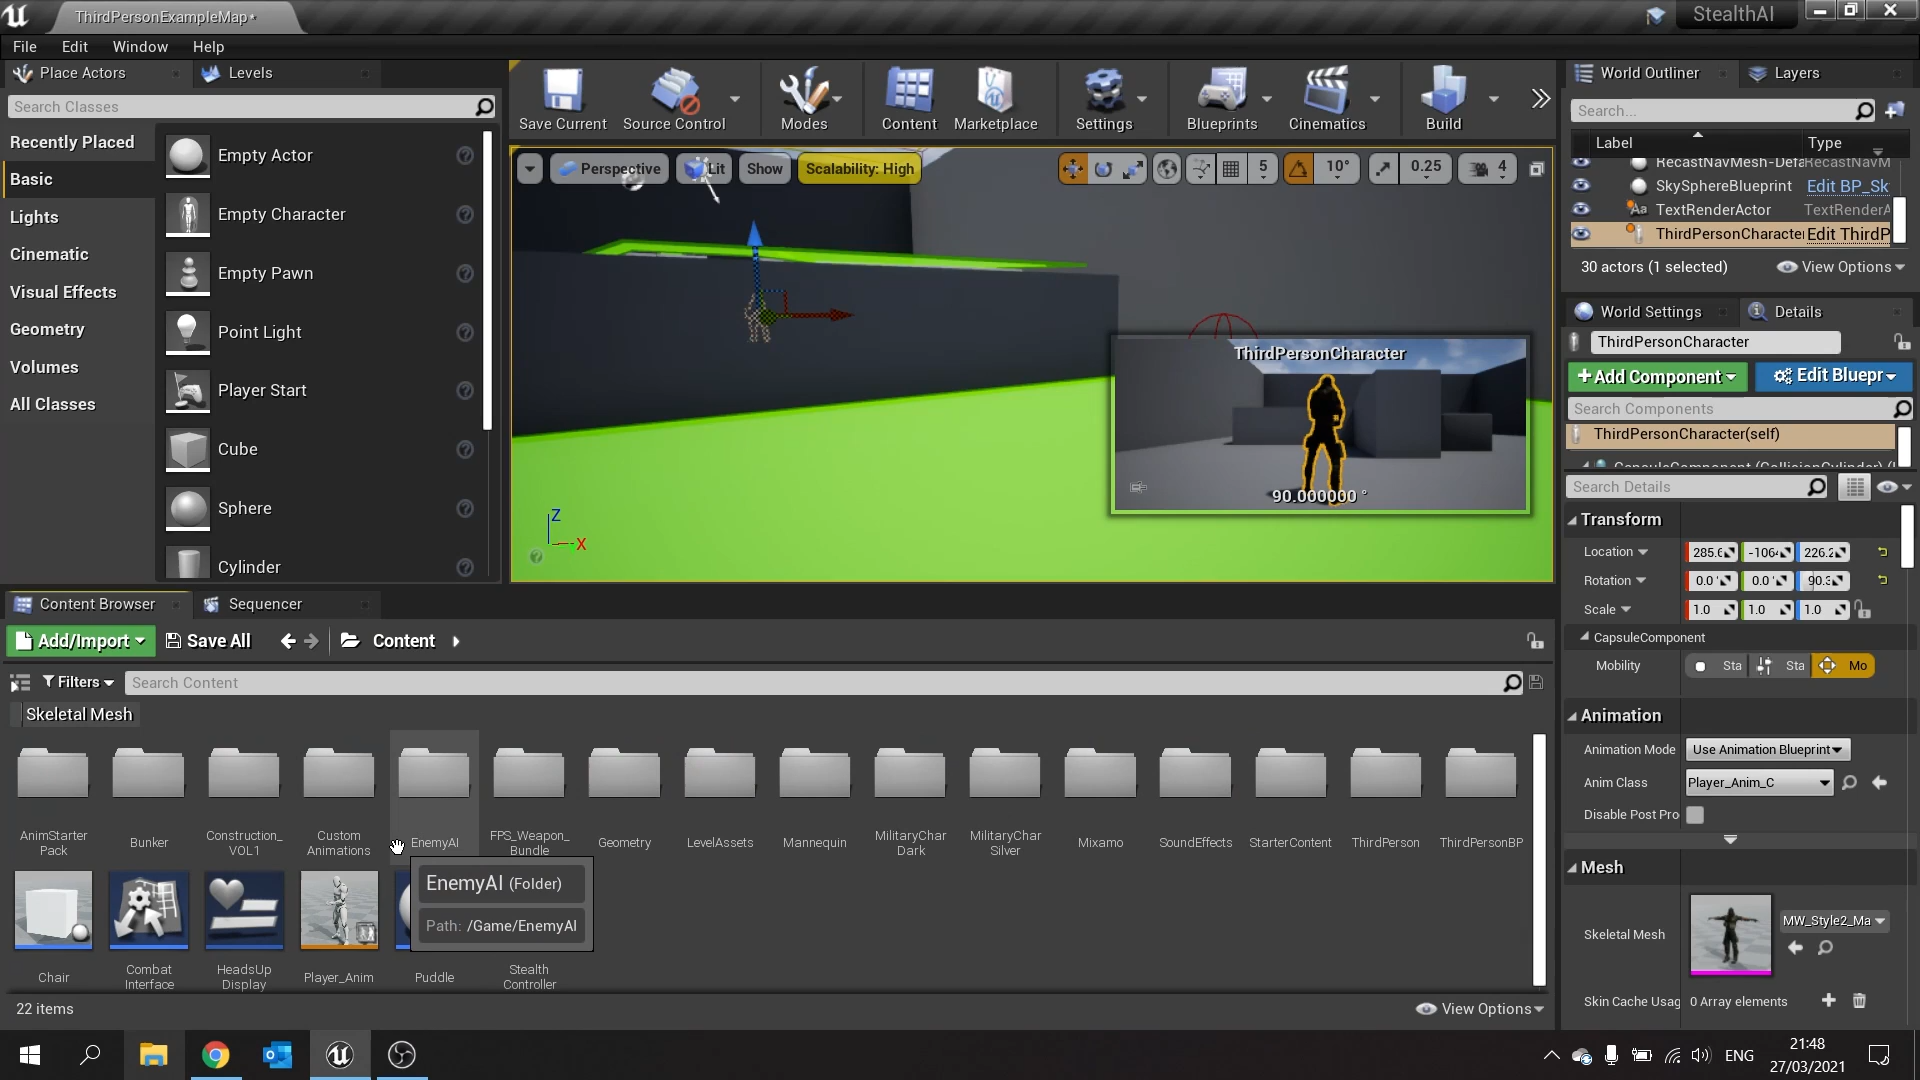 ThirdPersonExampleMap*
StealthAI
File
Edit
Window
Help
Place Actors
Levels
Search Classes
Recently Placed
Basic
Lights
Cinematic
Visual Effects
Geometry
Volumes
All Classes
Empty Actor
Empty Character
Empty Pawn
Point Light
Player Start
Cube
Sphere
Cylinder
Save Current
Source Control
Modes
Content
Marketplace
Settings
Blueprints
Cinematics
Build
Perspective
Lit
Show
Scalability: High
5
10°
0.25
4
ThirdPersonCharacter
90.000000 °
Z
X
World Outliner
Layers
Search...
Label
Type
RecastNavMesh-Defa
RecastNavM
SkySphereBlueprint
Edit BP_Sk
TextRenderActor
TextRenderA
ThirdPersonCharacter
Edit ThirdP
30 actors (1 selected)
View Options
World Settings
Details
ThirdPersonCharacter
+Add Component
Edit Bluepr
Search Components
ThirdPersonCharacter(self)
CapsuleComponent (CollisionCylinder) (I
Search Details
Transform
Location
285.6
-1064
226.2
Rotation
0.0 °
0.0 °
90.3
Scale
1.0
1.0
1.0
CapsuleComponent
Mobility
Sta
Sta
Mo
Animation
Animation Mode
Use Animation Blueprint
Anim Class
Player_Anim_C
Disable Post Pro
Mesh
Skeletal Mesh
MW_Style2_Ma
Skin Cache Usag
0 Array elements
Content Browser
Sequencer
Add/Import
Save All
Content
Filters
Search Content
Skeletal Mesh
AnimStarter
Pack
Bunker
Construction_
VOL1
Custom
Animations
EnemyAI
FPS_Weapon_
Bundle
Geometry
LevelAssets
Mannequin
MilitaryChar
Dark
MilitaryChar
Silver
Mixamo
SoundEffects
StarterContent
ThirdPerson
ThirdPersonBP
EnemyAI (Folder)
Path: /Game/EnemyAI
Chair
Combat
Interface
HeadsUp
Display
Player_Anim
Puddle
Stealth
Controller
22 items
View Options
ENG
21:48
27/03/2021